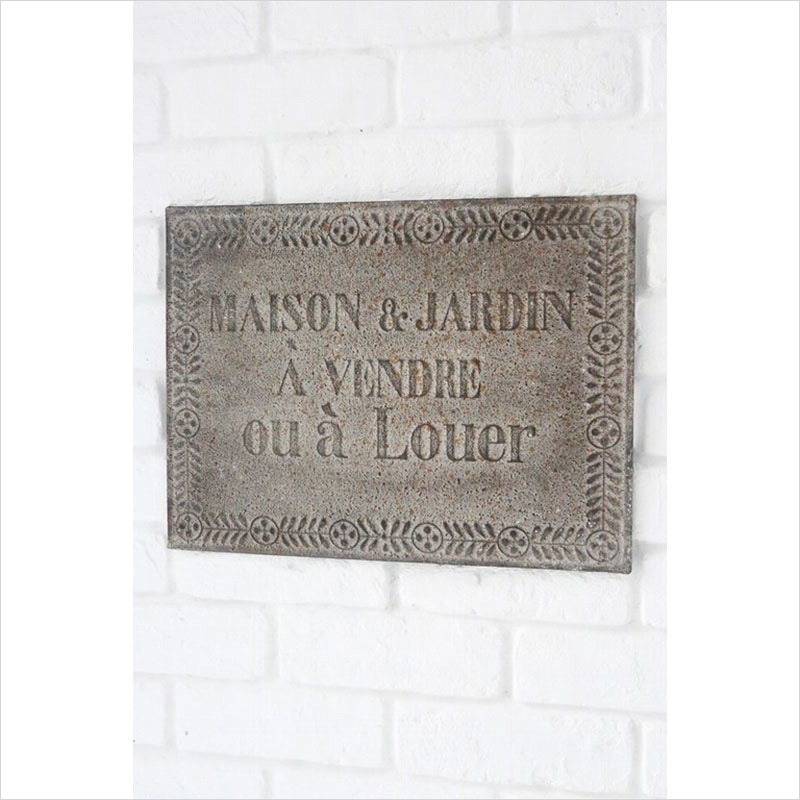 MAISON & JARDIN
À VENDRE
ou à Louer